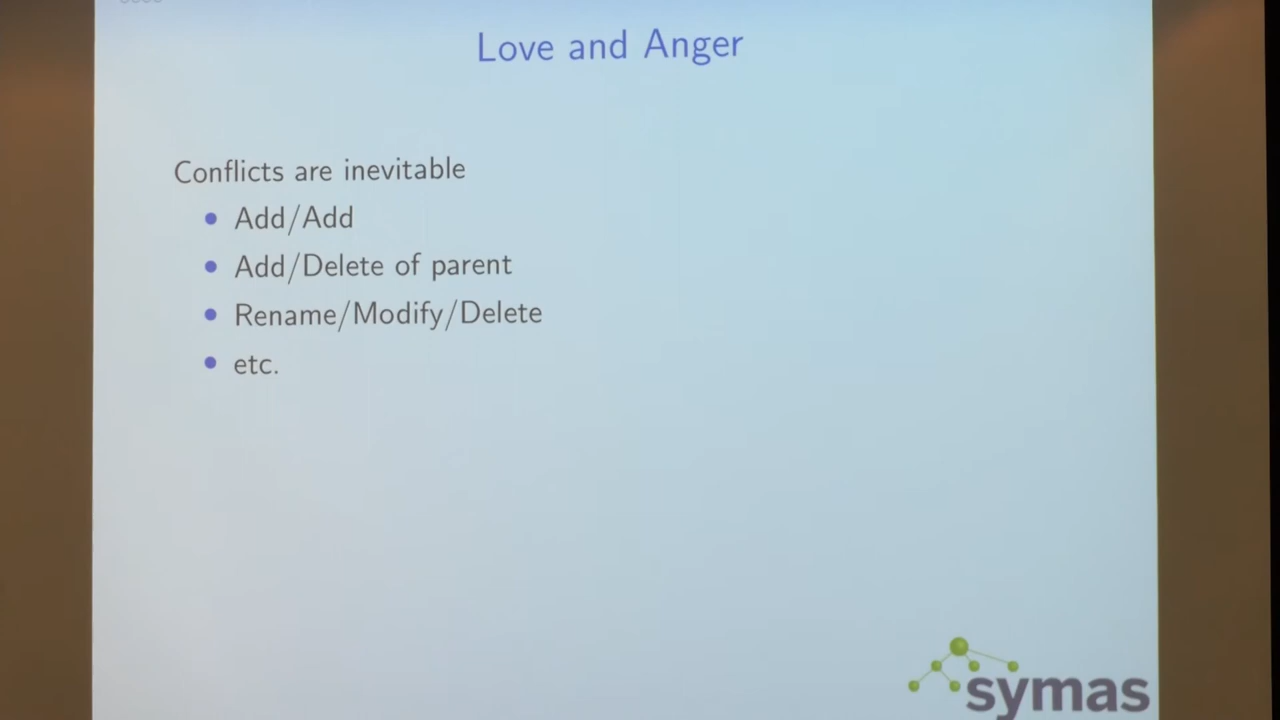 Love and Anger
Conflicts are inevitable
Add/Add
Add/Delete of parent
Rename/Modify/Delete
etc.
symas